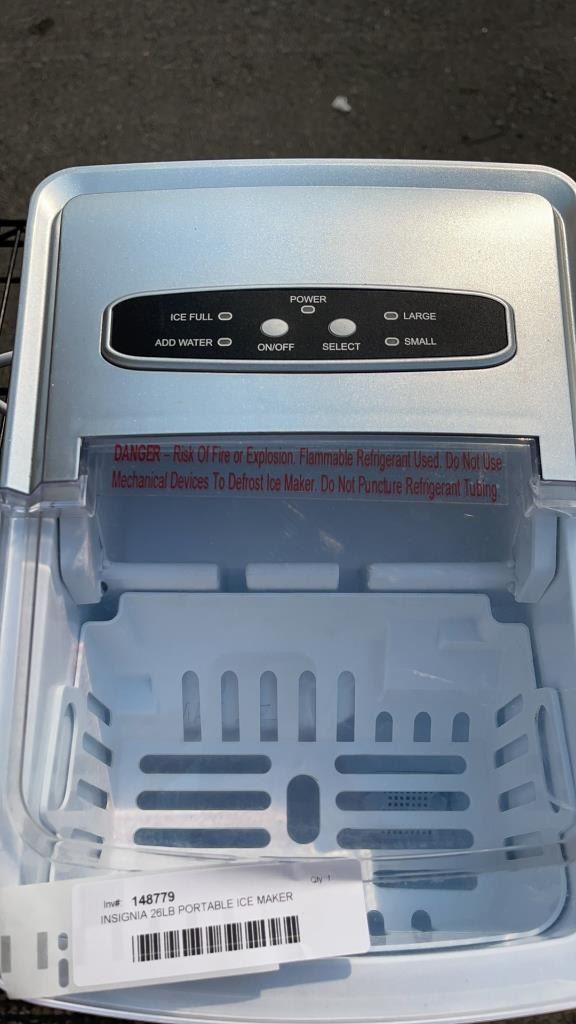 POWER
ICE FULL
LARGE
ADD WATER
ON/OFF
SELECT
SMALL
DANGER – Risk Of Fire or Explosion. Flammable Refrigerant Used. Do Not Use
Mechanical Devices To Defrost Ice Maker. Do Not Puncture Refrigerant Tubing.
Inv#: 148779
Qty: 1
INSIGNIA 26LB PORTABLE ICE MAKER